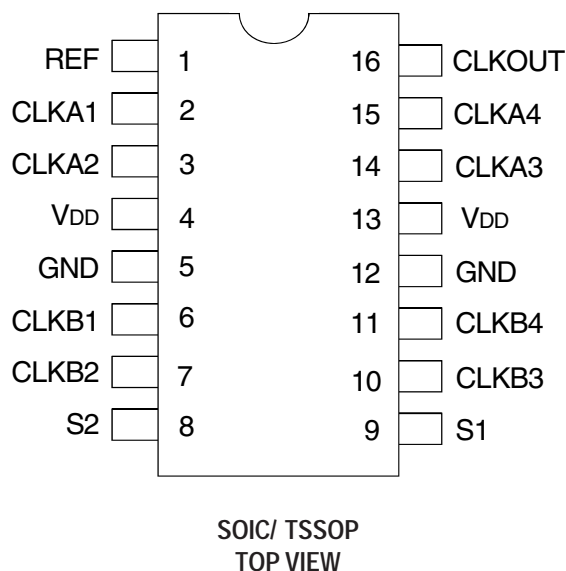 REF 1 16 CLKOUT
CLKA1 2 15 CLKA4
CLKA2 3 14 CLKA3
VDD 4 13 VDD
GND 5 12 GND
CLKB1 6 11 CLKB4
CLKB2 7 10 CLKB3
S2 8 9 S1
SOIC/ TSSOP
TOP VIEW